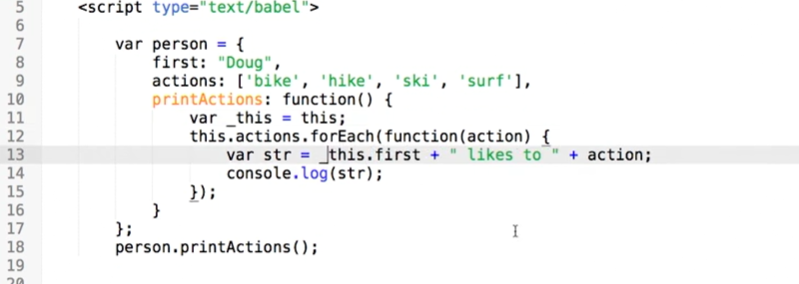 5 <script type="text/babel">
6
7 var person = {
8 first: "Doug",
9 actions: ['bike', 'hike', 'ski', 'surf'],
10 printActions: function() {
11 var _this = this;
12 this.actions.forEach(function(action) {
13 var str = _this.first + " likes to " + action;
14 console.log(str);
15 });
16 }
17 };
18 person.printActions();
19
20